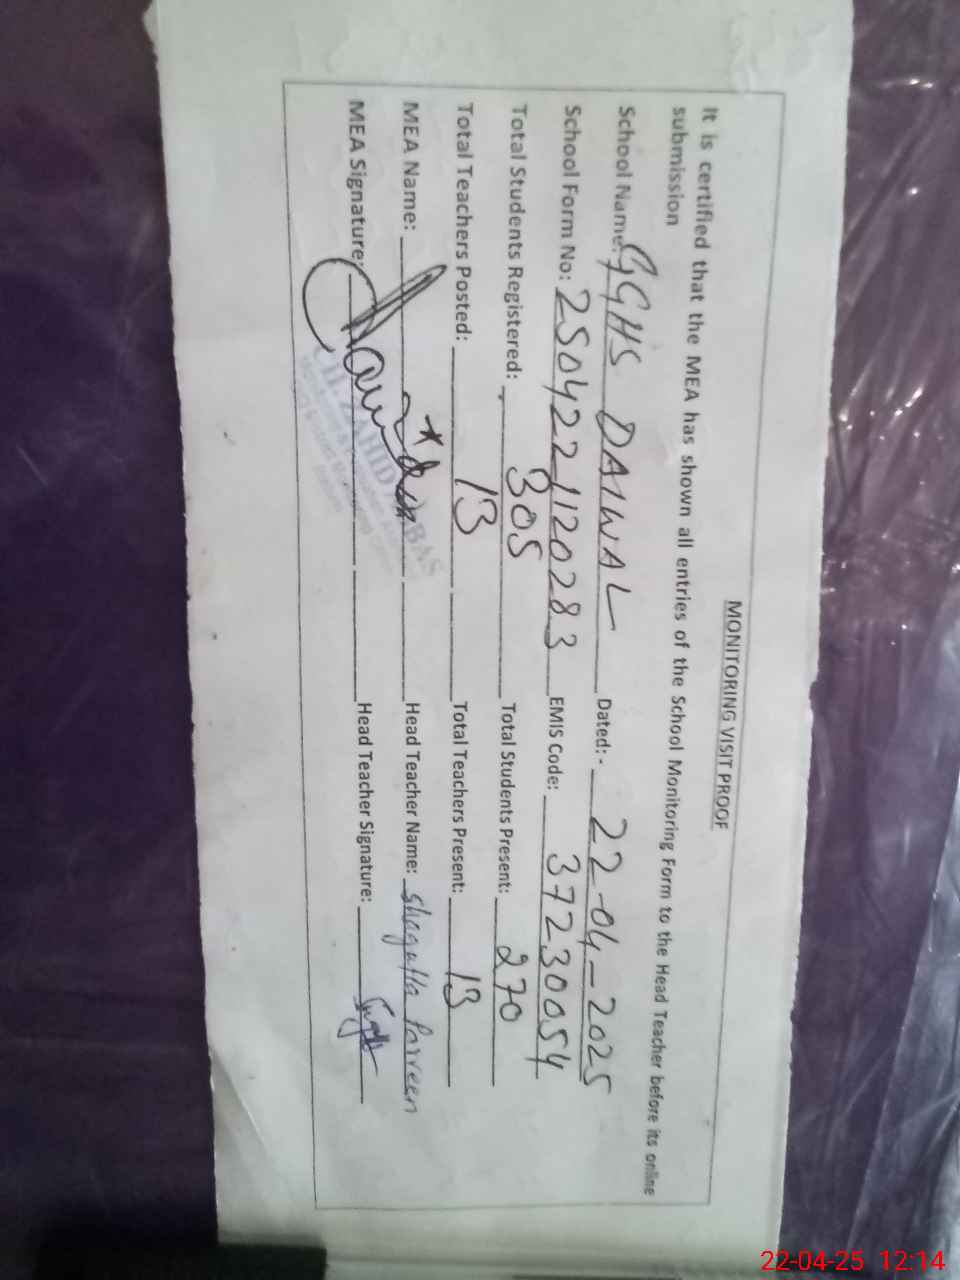 MONITORING VISIT PROOF
It is certified that the MEA has shown all entries of the School Monitoring Form to the Head Teacher before its online
submission
School Name: GGHS DAIWAL Dated:- 22-04-2025
School Form No: 2504221120283 EMIS Code: 37230054
Total Students Registered: 305 Total Students Present: 270
Total Teachers Posted: 13 Total Teachers Present: 13
MEA Name: Head Teacher Name: Shagufta Parveen
MEA Signature: Head Teacher Signature:
22-04-25 12:14